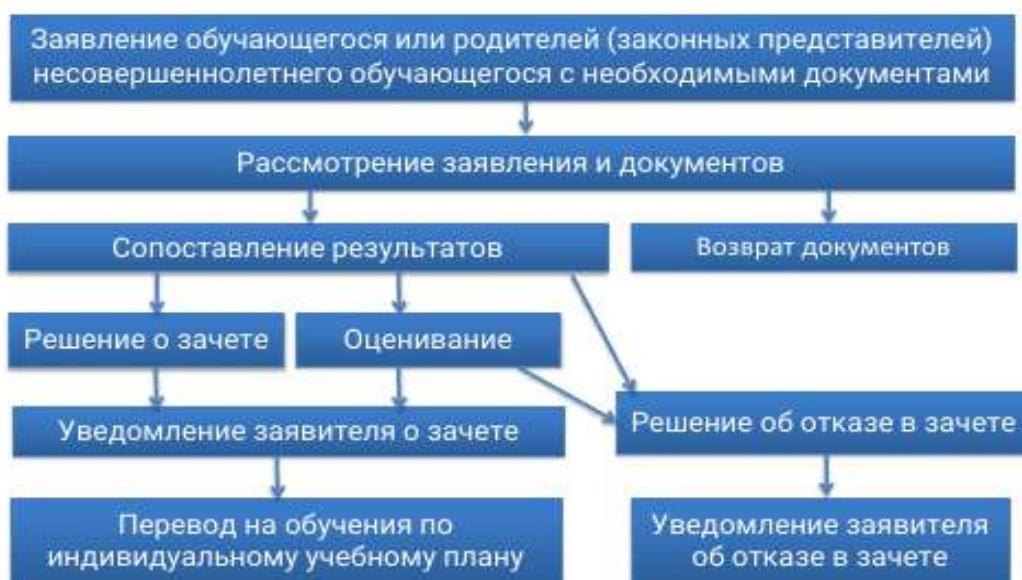 Заявление обучающегося или родителей (законных представителей)
несовершеннолетнего обучающегося с необходимыми документами
Рассмотрение заявления и документов
Сопоставление результатов
Возврат документов
Решение о зачете
Оценивание
Уведомление заявителя о зачете
Решение об отказе в зачете
Перевод на обучения по
индивидуальному учебному плану
Уведомление заявителя
об отказе в зачете